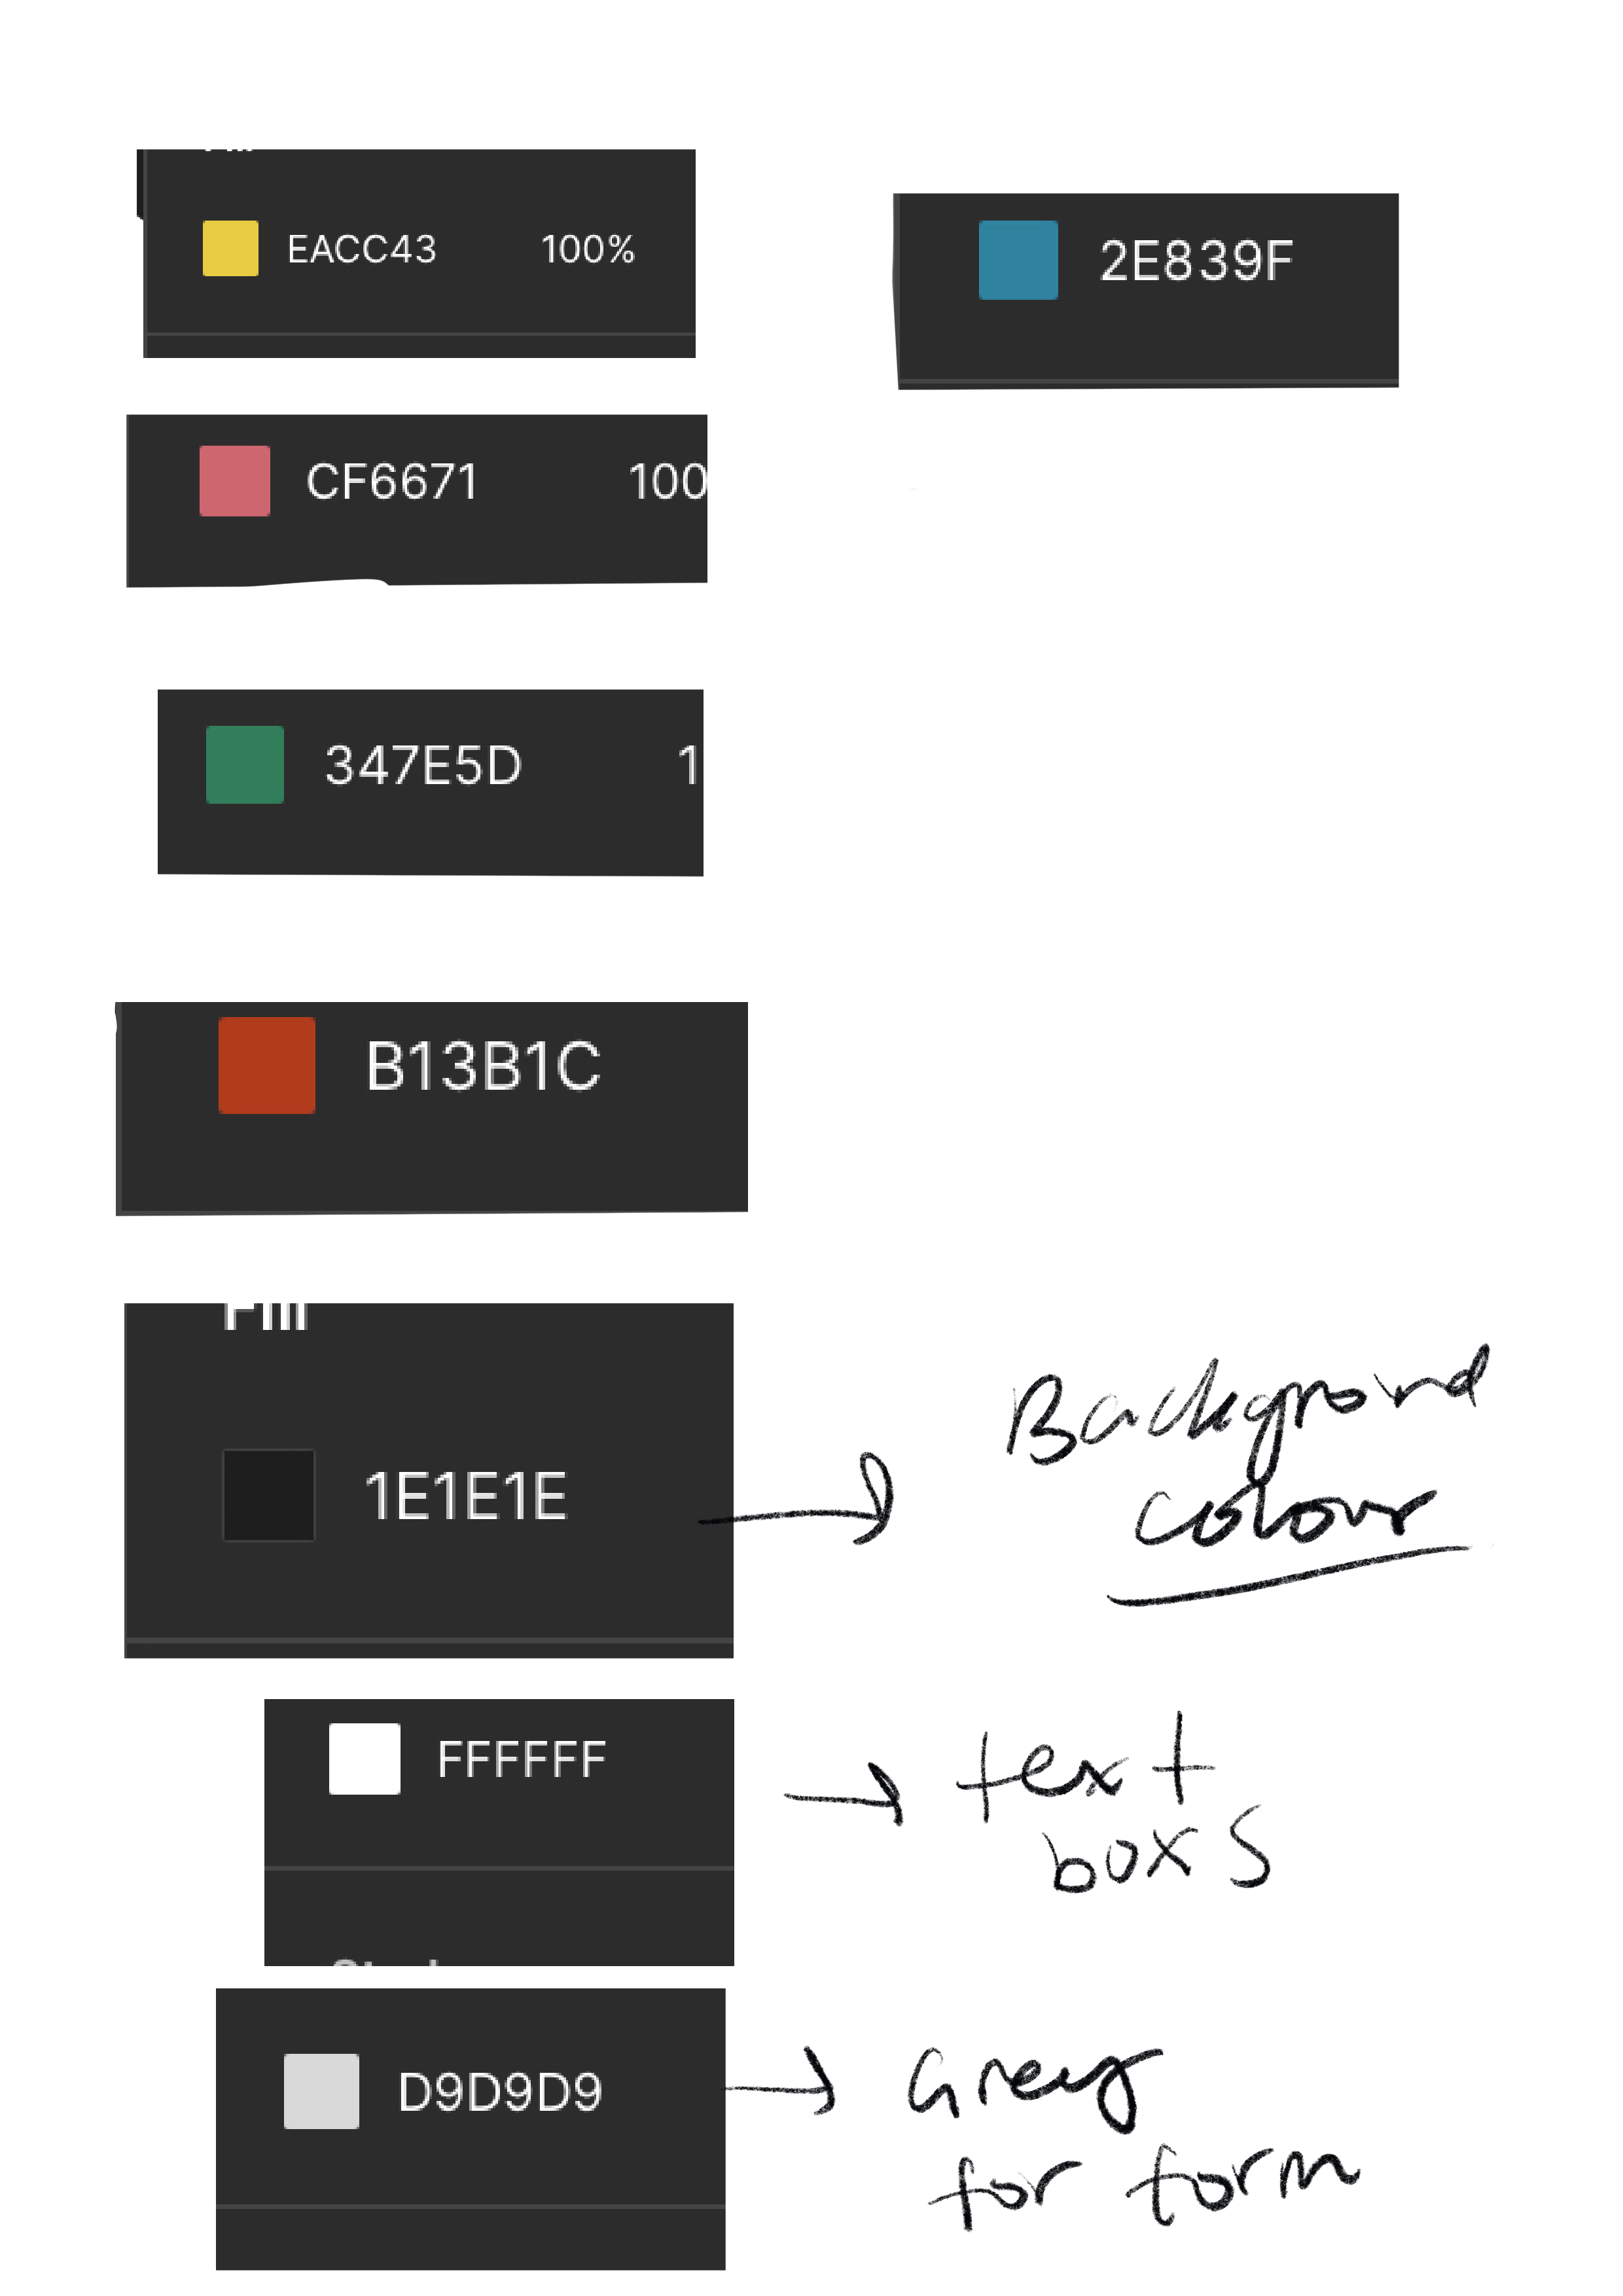 EACC43 100%
2E839F
CF6671 100
347E5D 1
B13B1C
Fill
1E1E1E
Background
colour
FFFFFF
text
boxs
D9D9D9
Grey
for form